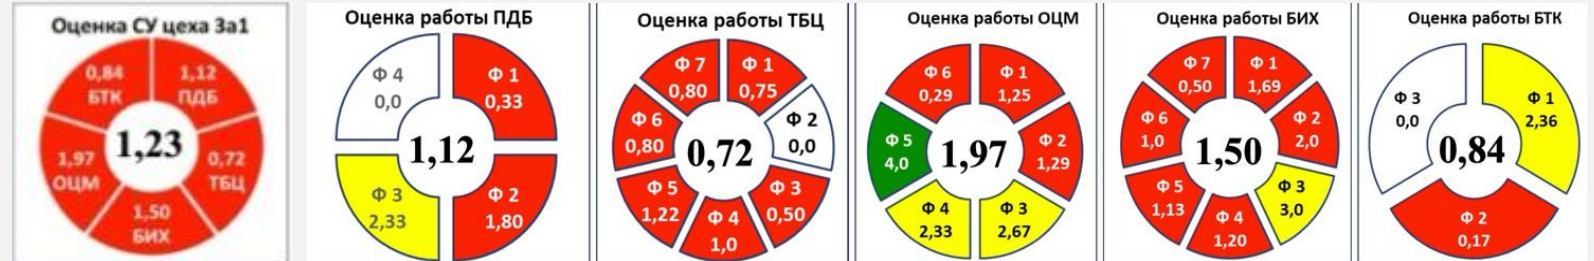 Оценка СУ цеха 3а1
0,84
БТК
1,12
ПДБ
1,23
1,97
ОЦМ
0,72
ТБЦ
1,50
БИХ
Оценка работы ПДБ
Ф 4
0,0
Ф 1
0,33
1,12
Ф 3
2,33
Ф 2
1,80
Оценка работы ТБЦ
Ф 7
0,80
Ф 1
0,75
Ф 6
0,80
Ф 2
0,0
0,72
Ф 5
1,22
Ф 3
0,50
Ф 4
1,0
Оценка работы ОЦМ
Ф 6
0,29
Ф 1
1,25
Ф 5
4,0
Ф 2
1,29
1,97
Ф 4
2,33
Ф 3
2,67
Оценка работы БИХ
Ф 7
0,50
Ф 1
1,69
Ф 6
1,0
Ф 2
2,0
1,50
Ф 5
1,13
Ф 3
3,0
Ф 4
1,20
Оценка работы БТК
Ф 3
0,0
Ф 1
2,36
0,84
Ф 2
0,17